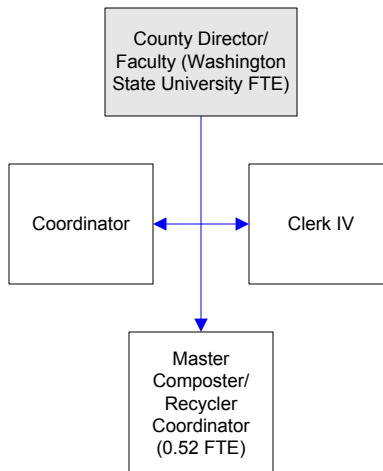 County Director/
Faculty (Washington
State University FTE)
Coordinator
Clerk IV
Master
Composter/
Recycler
Coordinator
(0.52 FTE)